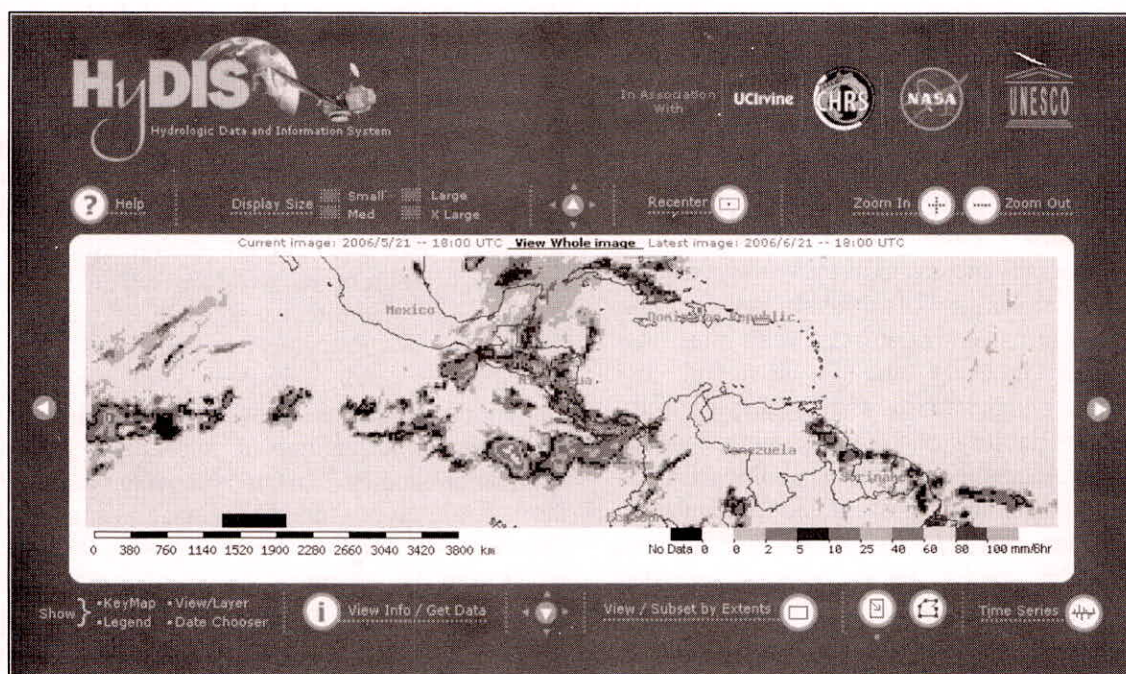 HyDIS
Hydrologic Data and Information System
In Association With
UCIrvine
CHRS
NASA
UNESCO
? Help
Display Size
Small
Large
Med
X Large
Recenter
Zoom In
Zoom Out
Current image: 2006/5/21 -- 18:00 UTC View Whole image Latest image: 2006/6/21 -- 18:00 UTC
Mexico
Dominican Republic
Venezuela
Suriname
0 380 760 1140 1520 1900 2280 2660 3040 3420 3800 km
No Data 0 0 2 5 10 25 40 60 80 100 mm/6hr
Show } •KeyMap •View/Layer
•Legend •Date Chooser
i View Info / Get Data
View / Subset by Extents
Time Series